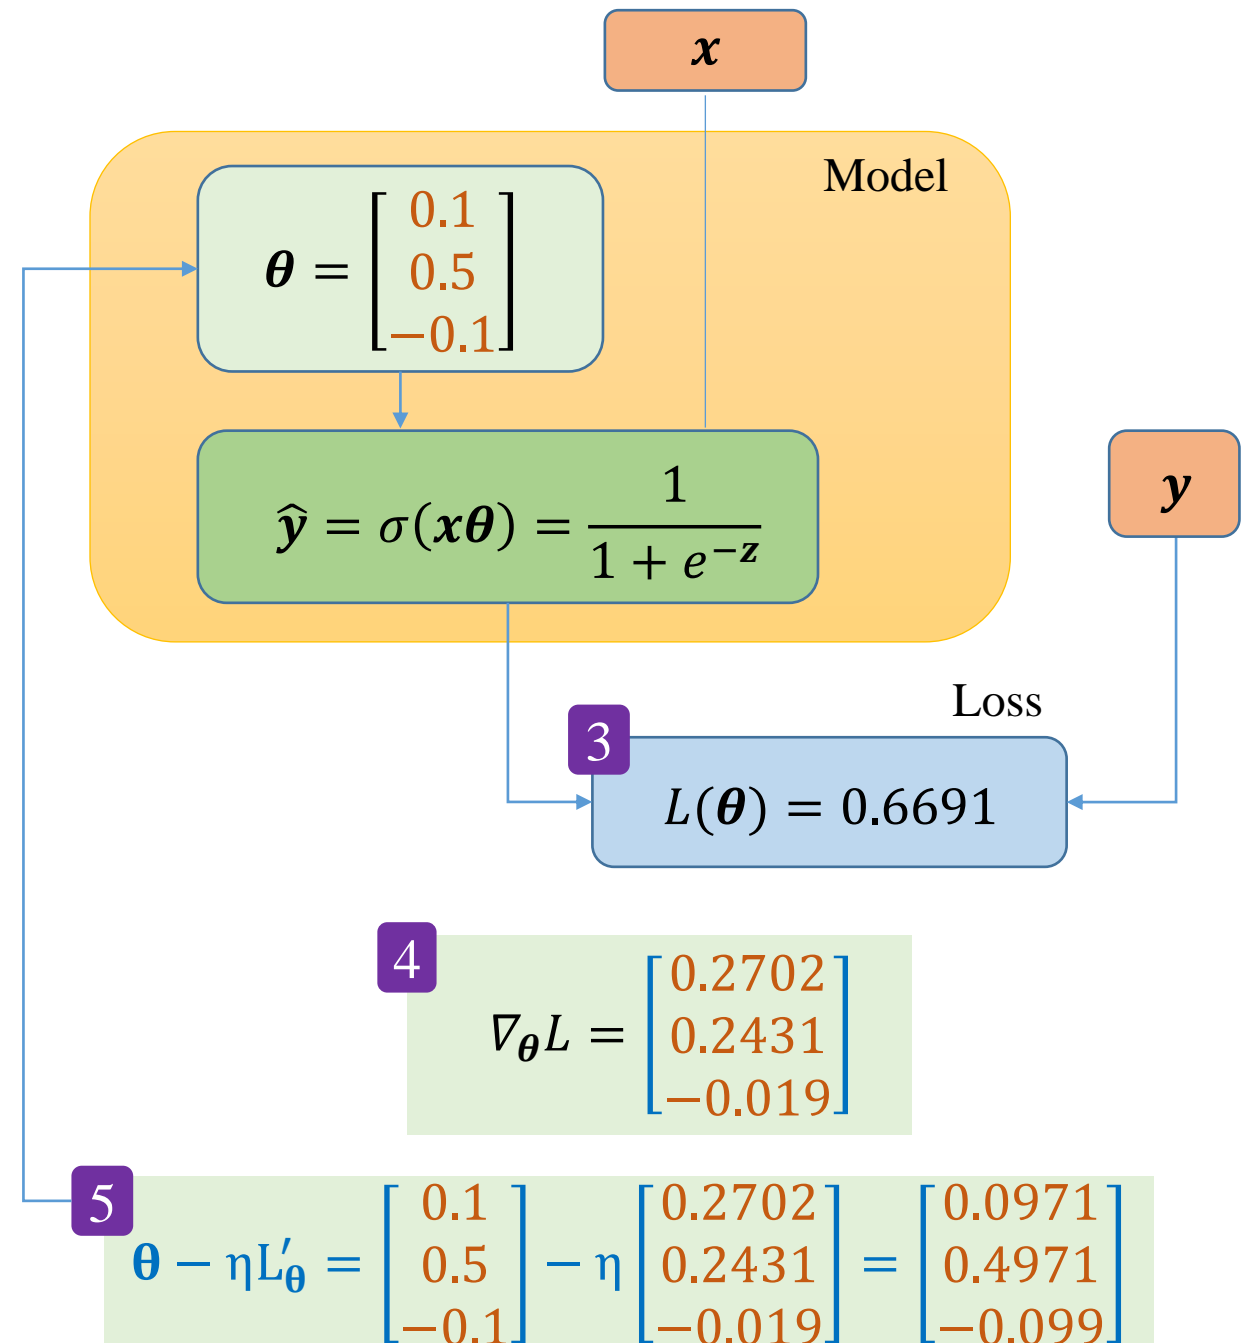 x
Model
θ = [0.1 0.5 −0.1]
ŷ = σ(xθ) = 1 / (1 + e^−z)
y
Loss
3
L(θ) = 0.6691
4
∇θL = [0.2702 0.2431 −0.019]
5
θ − ηL′θ = [0.1 0.5 −0.1] − η [0.2702 0.2431 −0.019] = [0.0971 0.4971 −0.099]